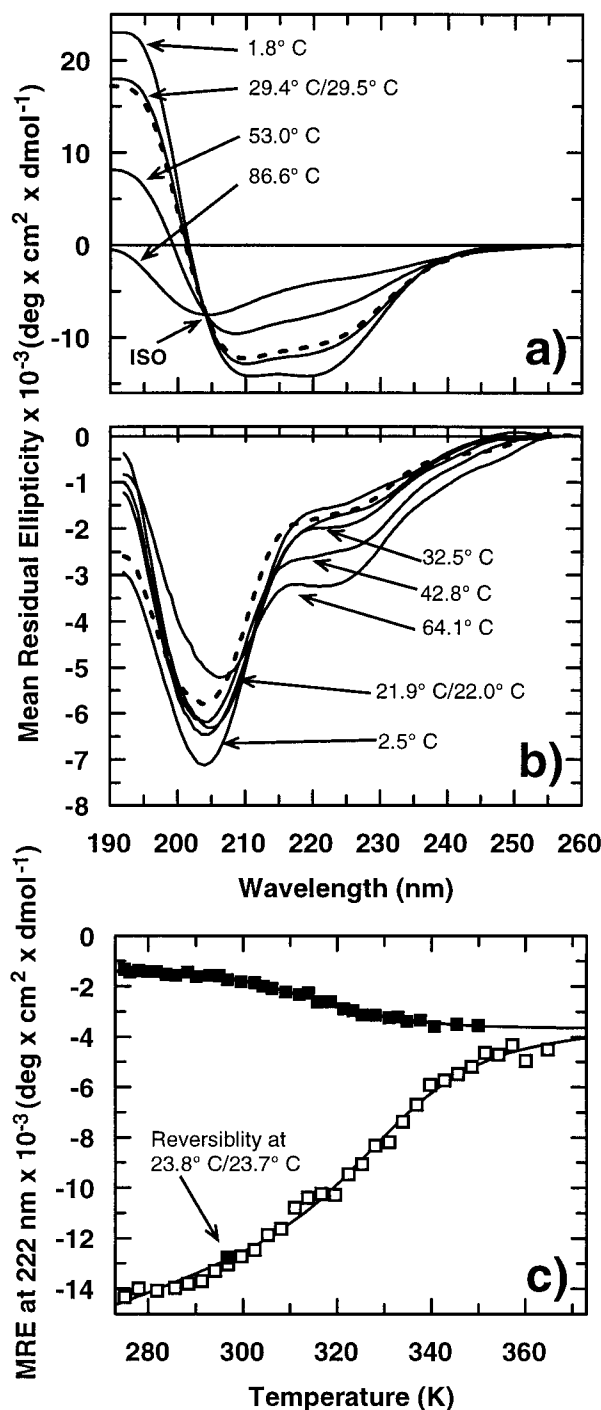 Mean Residual Ellipticity x 10⁻³ (deg x cm² x dmol⁻¹)
20
10
0
-10
1.8° C
29.4° C/29.5° C
53.0° C
86.6° C
ISO
a)
0
-1
-2
-3
-4
-5
-6
-7
-8
32.5° C
42.8° C
64.1° C
21.9° C/22.0° C
2.5° C
b)
190 200 210 220 230 240 250 260
Wavelength (nm)
MRE at 222 nm x 10⁻³ (deg x cm² x dmol⁻¹)
0
-2
-4
-6
-8
-10
-12
-14
Reversiblity at
23.8° C/23.7° C
c)
280 300 320 340 360
Temperature (K)